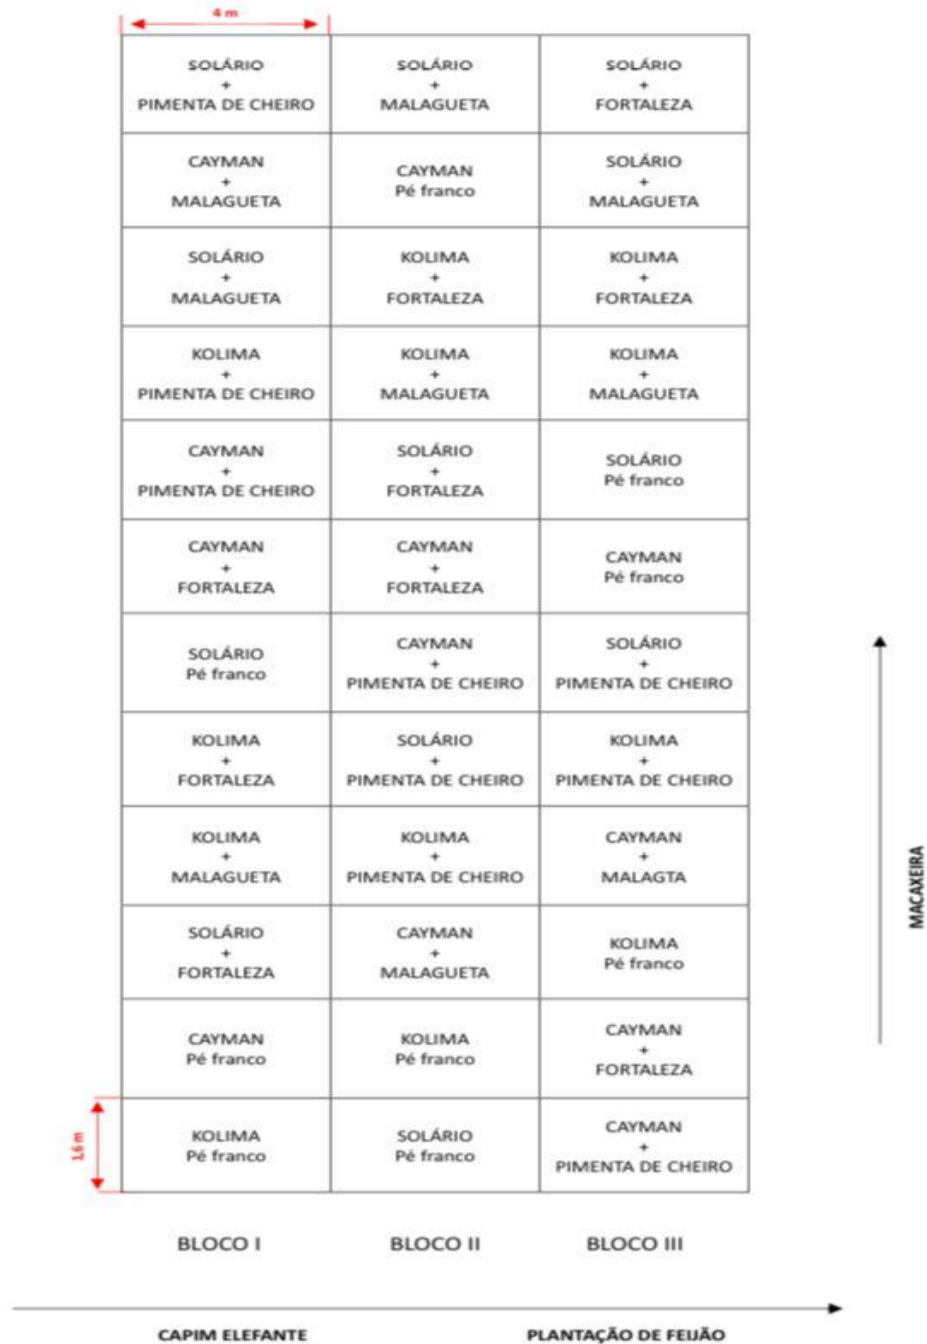 4 m
SOLÁRIO
+
PIMENTA DE CHEIRO
SOLÁRIO
+
MALAGUETA
SOLÁRIO
+
FORTALEZA
CAYMAN
+
MALAGUETA
CAYMAN
Pé franco
SOLÁRIO
+
MALAGUETA
SOLÁRIO
+
MALAGUETA
KOLIMA
+
FORTALEZA
KOLIMA
+
FORTALEZA
KOLIMA
+
PIMENTA DE CHEIRO
KOLIMA
+
MALAGUETA
KOLIMA
+
MALAGUETA
CAYMAN
+
PIMENTA DE CHEIRO
SOLÁRIO
+
FORTALEZA
SOLÁRIO
Pé franco
CAYMAN
+
FORTALEZA
CAYMAN
+
FORTALEZA
CAYMAN
Pé franco
SOLÁRIO
Pé franco
CAYMAN
+
PIMENTA DE CHEIRO
SOLÁRIO
+
PIMENTA DE CHEIRO
KOLIMA
+
FORTALEZA
SOLÁRIO
+
PIMENTA DE CHEIRO
KOLIMA
+
PIMENTA DE CHEIRO
KOLIMA
+
MALAGUETA
KOLIMA
+
PIMENTA DE CHEIRO
CAYMAN
+
MALAGTA
SOLÁRIO
+
FORTALEZA
CAYMAN
+
MALAGUETA
KOLIMA
Pé franco
CAYMAN
Pé franco
KOLIMA
Pé franco
CAYMAN
+
FORTALEZA
KOLIMA
Pé franco
SOLÁRIO
Pé franco
CAYMAN
+
PIMENTA DE CHEIRO
1,6 m
MACAXEIRA
BLOCO I
BLOCO II
BLOCO III
CAPIM ELEFANTE
PLANTAÇÃO DE FEIJÃO